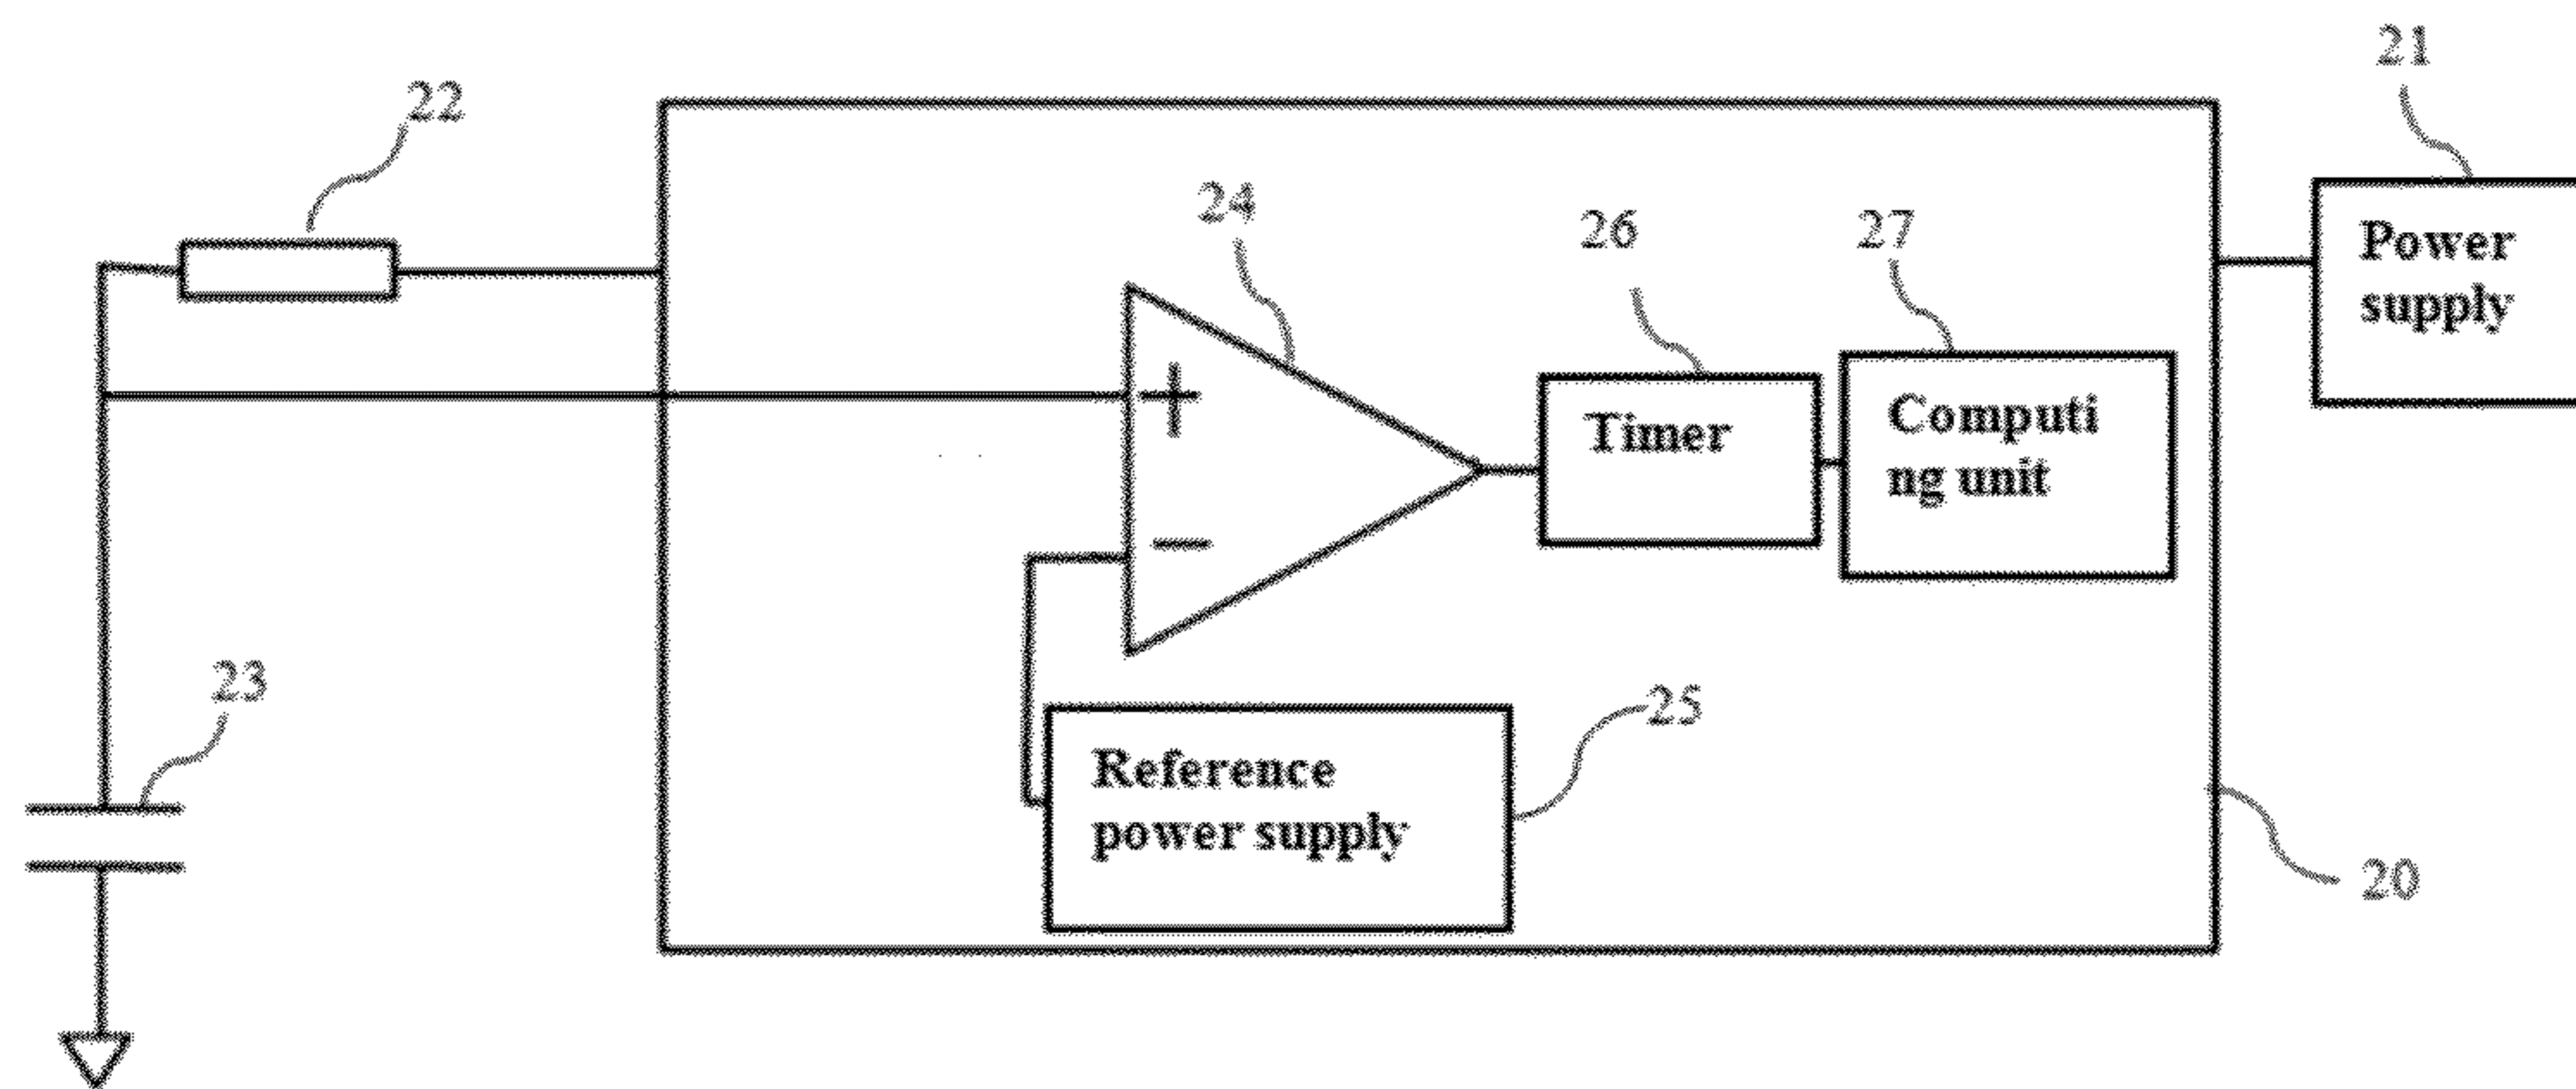 21
22
24
26
27
Power
supply
+
Timer
Computi
ng unit
−
23
25
Reference
power supply
20